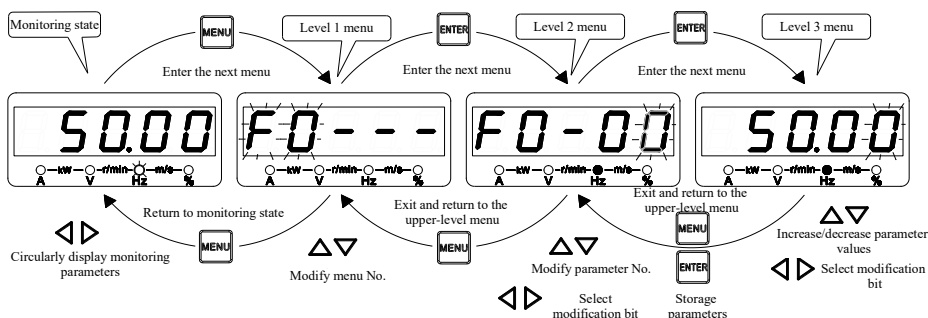 Monitoring state
MENU
Level 1 menu
ENTER
Level 2 menu
ENTER
Level 3 menu
Enter the next menu
Enter the next menu
Enter the next menu
50.00
F0---
F0-00
50.00
kW r/min m/s
A V Hz %
kW r/min m/s
A V Hz %
kW r/min m/s
A V Hz %
kW r/min m/s
A V Hz %
Return to monitoring state
MENU
Exit and return to the
upper-level menu
MENU
Exit and return to the
upper-level menu
MENU
ENTER
Circularly display monitoring
parameters
Modify menu No.
Modify parameter No.
Select
modification bit
Storage
parameters
Increase/decrease parameter
values
Select modification
bit